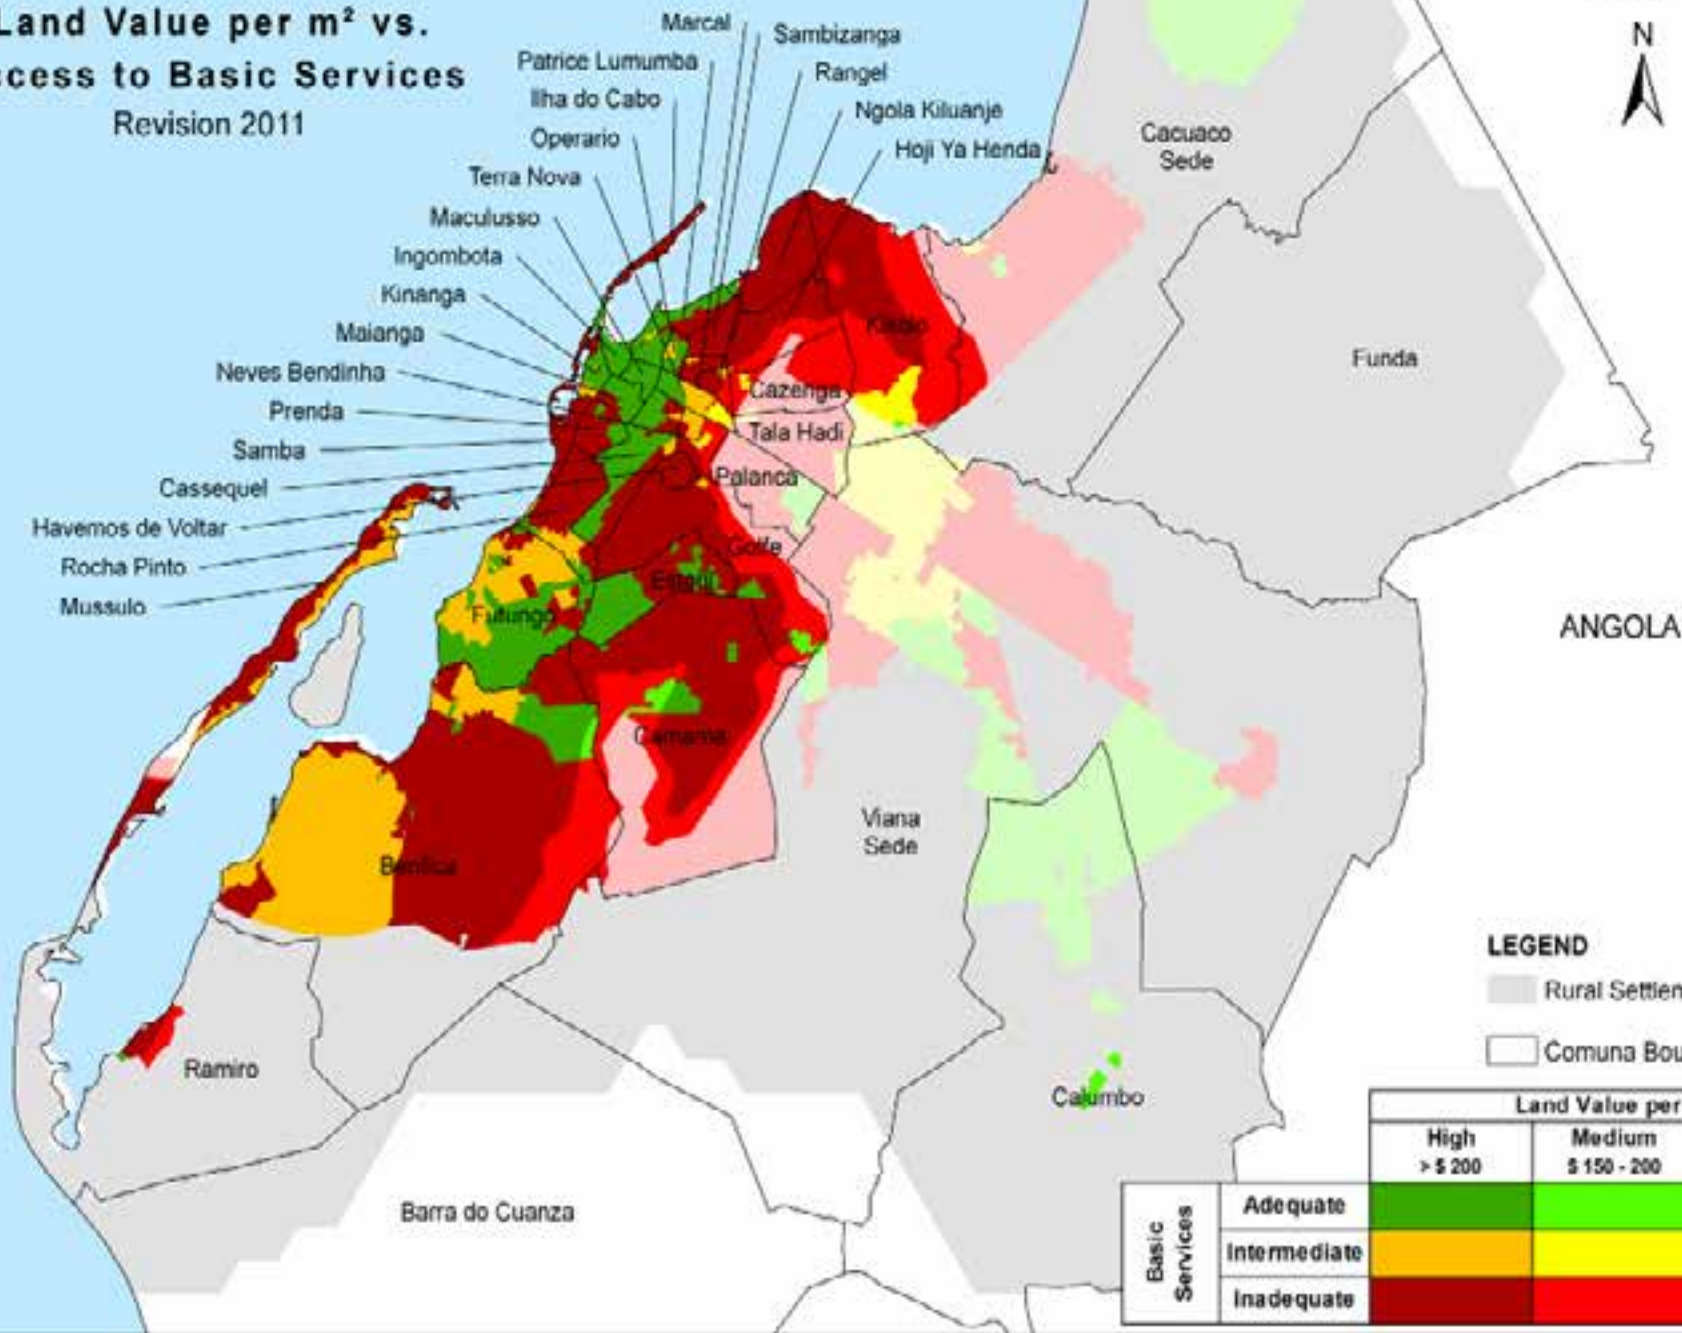 Land Value per m² vs.
ccess to Basic Services
Revision 2011
Marcal
Sambizanga
Patrice Lumumba
Rangel
Ilha do Cabo
Ngola Kiluanje
Operario
Hoji Ya Henda
Terra Nova
Maculusso
Ingombota
Kinanga
Maianga
Neves Bendinha
Prenda
Samba
Cassequel
Havemos de Voltar
Rocha Pinto
Mussulo
N
Cacuaco
Sede
Funda
Kicolo
Cazenga
Tala Hadi
Palanca
Golfe
Futungo
Camama
Benfica
Viana
Sede
ANGOLA
Ramiro
Calumbo
Barra do Cuanza
LEGEND
Rural Settlem
Comuna Bou
Land Value per
High
> $ 200
Medium
$ 150 - 200
Basic
Services
Adequate
Intermediate
Inadequate